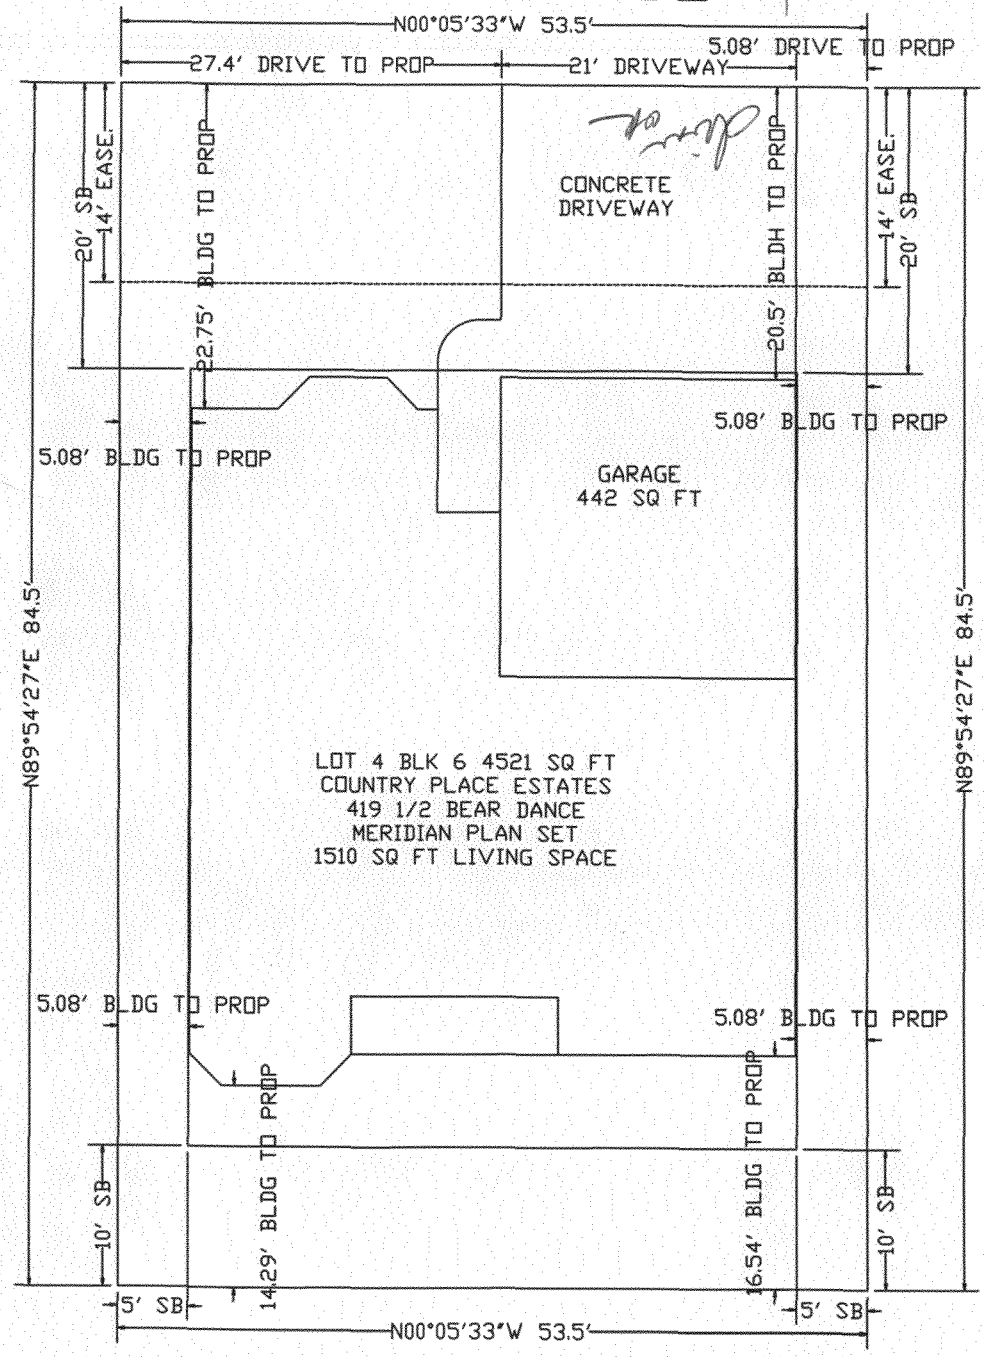 N00°05'33"W 53.5'
5.08' DRIVE TO PROP
27.4' DRIVE TO PROP
21' DRIVEWAY
20' SB
14' EASE.
22.75' BLDG TO PROP
CONCRETE
DRIVEWAY
20.5' BLDH TO PROP
14' EASE.
20' SB
5.08' BLDG TO PROP
5.08' BLDG TO PROP
GARAGE
442 SQ FT
N89°54'27"E 84.5'
N89°54'27"E 84.5'
LOT 4 BLK 6 4521 SQ FT
COUNTRY PLACE ESTATES
419 1/2 BEAR DANCE
MERIDIAN PLAN SET
1510 SQ FT LIVING SPACE
5.08' BLDG TO PROP
5.08' BLDG TO PROP
14.29' BLDG TO PROP
16.54' BLDG TO PROP
10' SB
10' SB
5' SB
5' SB
N00°05'33"W 53.5'